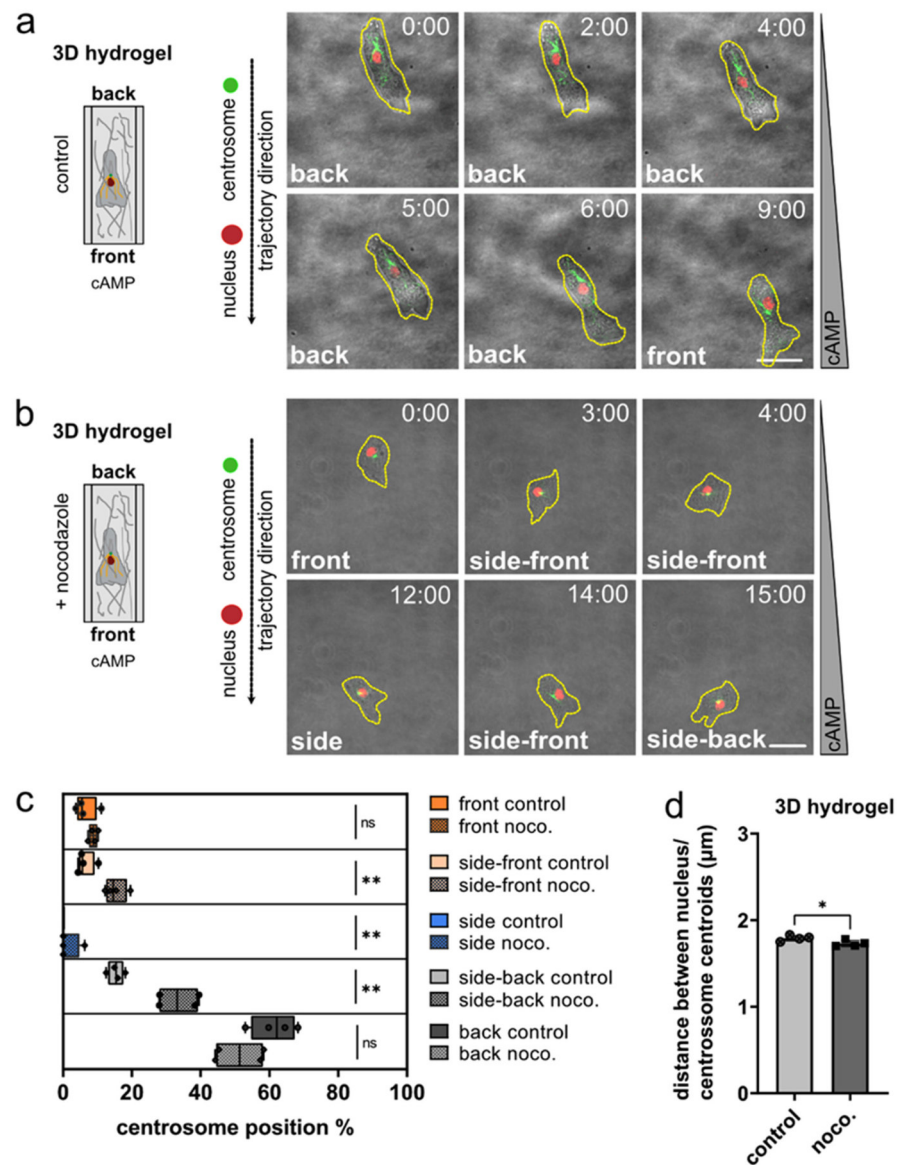 a
3D hydrogel
back
control
front
cAMP
nucleus
centrosome
trajectory direction
0:00
back
2:00
back
4:00
back
5:00
back
6:00
back
9:00
front
cAMP
b
3D hydrogel
back
+ nocodazole
front
cAMP
nucleus
centrosome
trajectory direction
0:00
front
3:00
side-front
4:00
side-front
12:00
side
14:00
side-front
15:00
side-back
cAMP
c
ns
**
**
**
ns
0
20
40
60
80
100
centrosome position %
front control
front noco.
side-front control
side-front noco.
side control
side noco.
side-back control
side-back noco.
back control
back noco.
d
3D hydrogel
distance between nucleus/
centrossome centroids (μm)
3
2
1
0
*
control
noco.